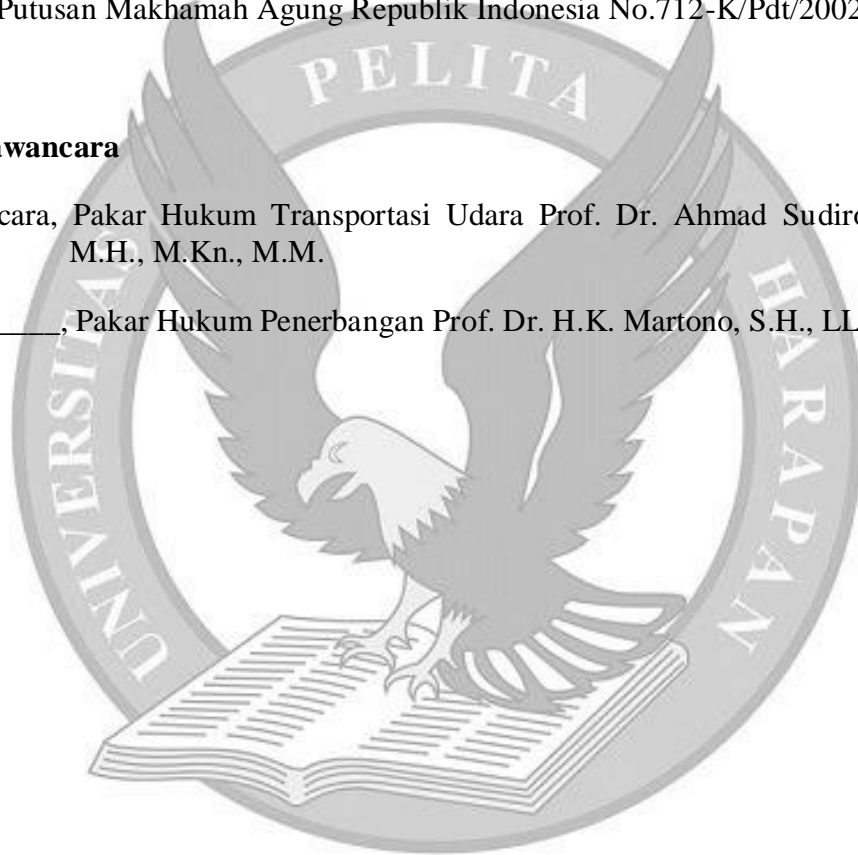 Putusan Makhamah Agung Republik Indonesia No.712-K/Pdt/2002
awancara
cara, Pakar Hukum Transportasi Udara Prof. Dr. Ahmad Sudiro
M.H., M.Kn., M.M.
____, Pakar Hukum Penerbangan Prof. Dr. H.K. Martono, S.H., LL
UNIVERSITAS PELITA HARAPAN